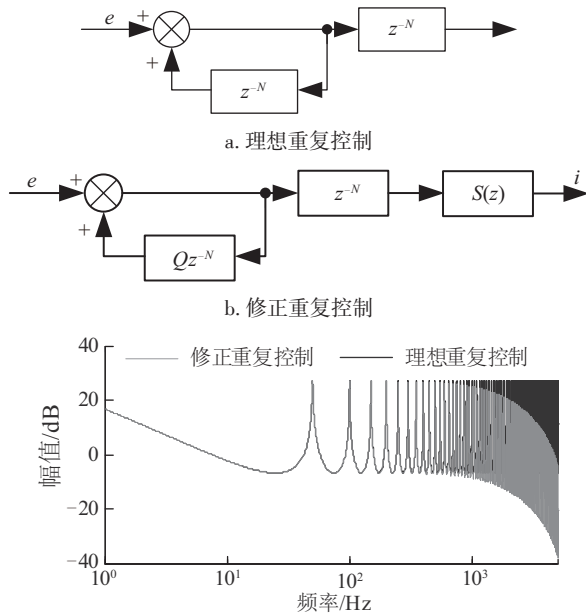 e + z⁻ᴺ
+ z⁻ᴺ
a. 理想重复控制
e + z⁻ᴺ S(z) i
+ Qz⁻ᴺ
b. 修正重复控制
修正重复控制 理想重复控制
幅值/dB
40
20
0
−20
−40
10⁰ 10¹ 10² 10³
频率/Hz